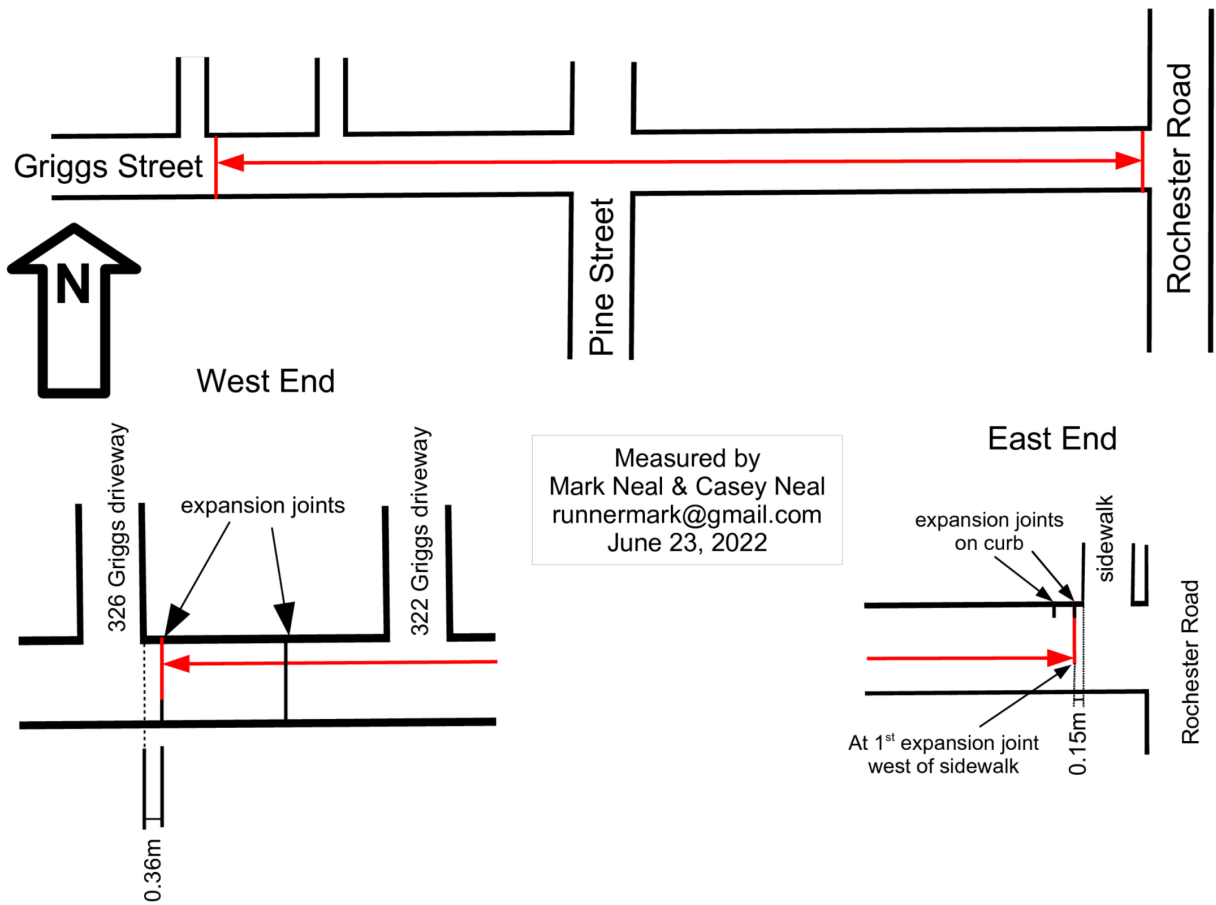 Griggs Street
Rochester Road
N
Pine Street
West End
326 Griggs driveway
expansion joints
322 Griggs driveway
0.36m
Measured by
Mark Neal & Casey Neal
runnermark@gmail.com
June 23, 2022
East End
expansion joints
on curb
sidewalk
Rochester Road
At 1st expansion joint
west of sidewalk
0.15m